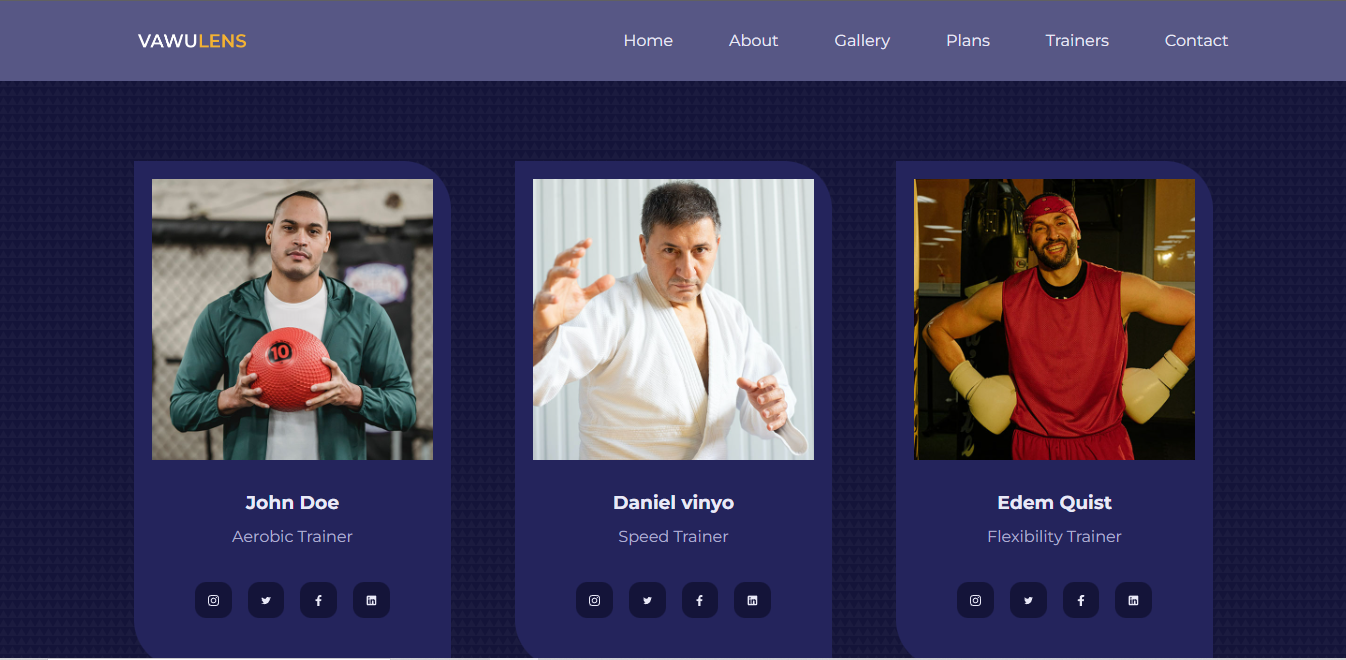 VAWULENS
Home About Gallery Plans Trainers Contact
10
John Doe
Aerobic Trainer
Daniel vinyo
Speed Trainer
Edem Quist
Flexibility Trainer